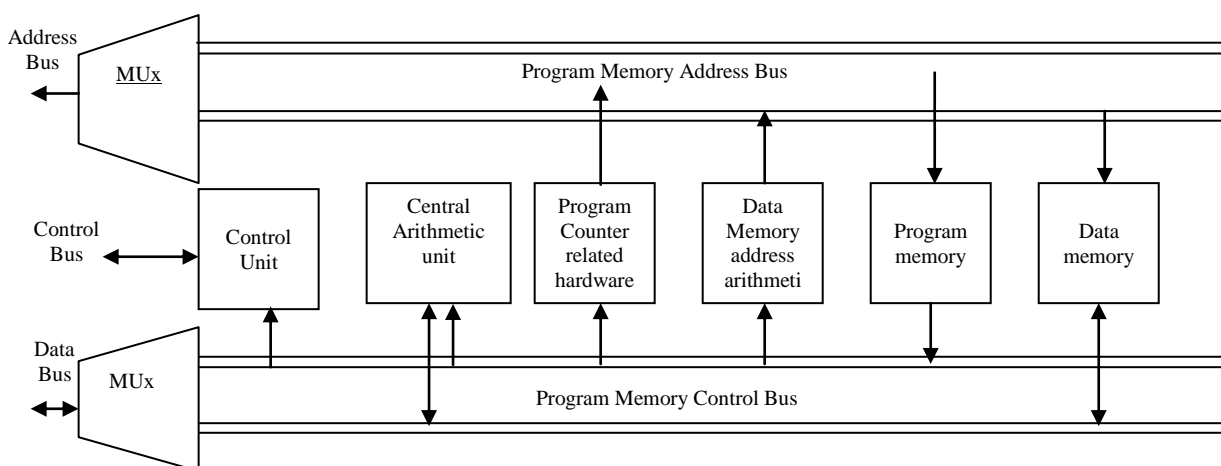 Address
Bus
MUx
Program Memory Address Bus
Control
Bus
Control
Unit
Central
Arithmetic
unit
Program
Counter
related
hardware
Data
Memory
address
arithmeti
Program
memory
Data
memory
Data
Bus
MUx
Program Memory Control Bus